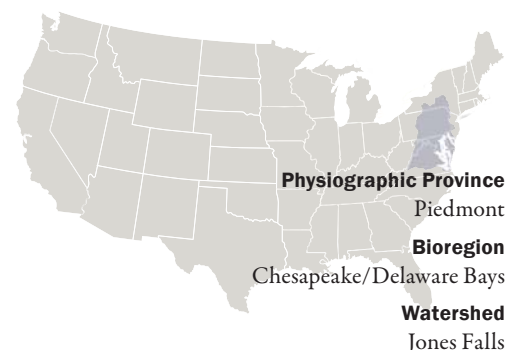 Physiographic Province
Piedmont
Bioregion
Chesapeake/Delaware Bays
Watershed
Jones Falls